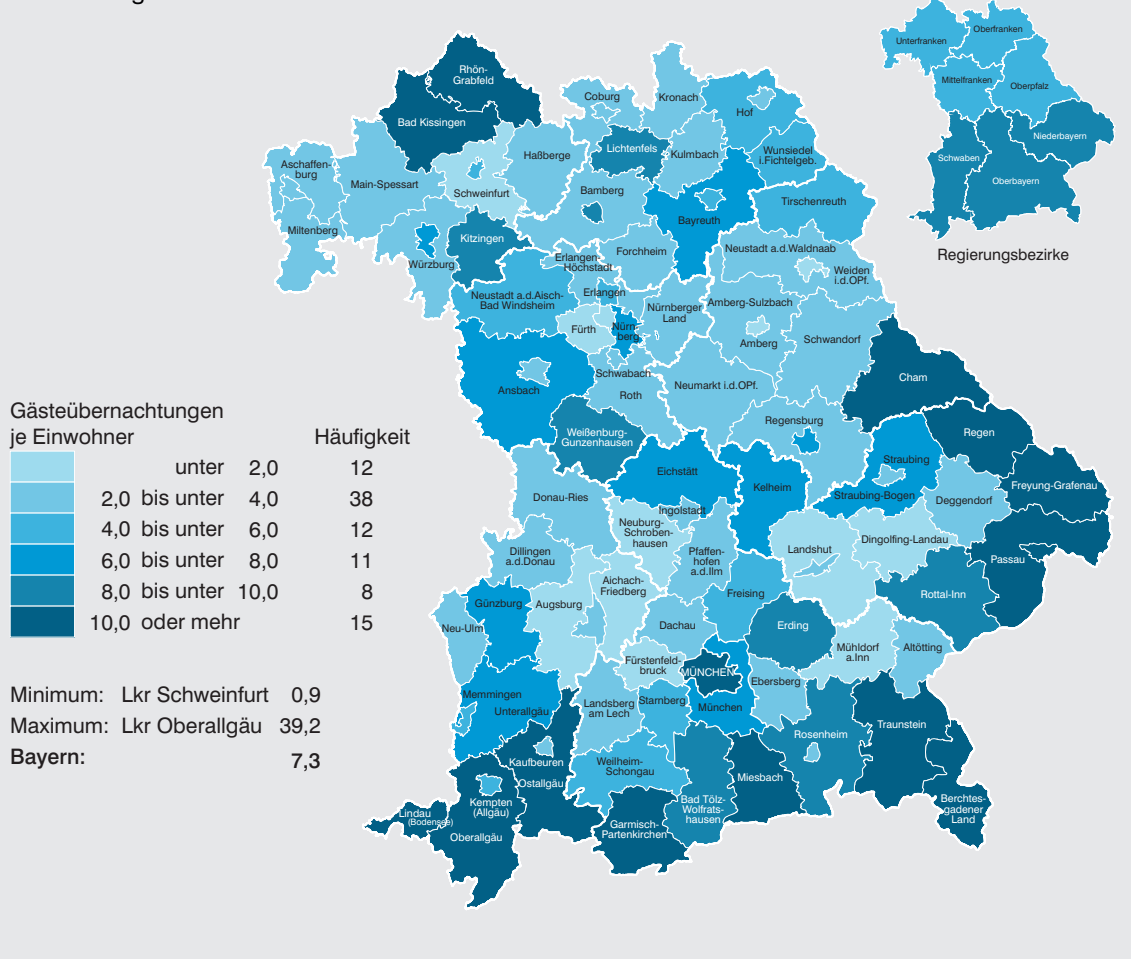 Unterfranken
Oberfranken
Mittelfranken
Oberpfalz
Niederbayern
Schwaben
Oberbayern
Regierungsbezirke
Rhön-
Grabfeld
Bad Kissingen
Coburg
Kronach
Hof
Lichtenfels
Kulmbach
Wunsiedel
i.Fichtelgeb.
Haßberge
Aschaffen-
burg
Main-Spessart
Schweinfurt
Bamberg
Bayreuth
Tirschenreuth
Miltenberg
Würzburg
Kitzingen
Erlangen-
Höchstadt
Forchheim
Neustadt a.d.Waldnaab
Weiden
i.d.OPf.
Neustadt a.d.Aisch-
Bad Windsheim
Erlangen
Nürnberger
Land
Amberg-Sulzbach
Fürth
Nürn-
berg
Amberg
Schwandorf
Ansbach
Schwabach
Roth
Neumarkt i.d.OPf.
Cham
Weißenburg-
Gunzenhausen
Regensburg
Regen
Eichstätt
Kelheim
Straubing
Straubing-Bogen
Freyung-Grafenau
Deggendorf
Donau-Ries
Ingolstadt
Neuburg-
Schroben-
hausen
Pfaffen-
hofen
a.d.Ilm
Landshut
Dingolfing-Landau
Passau
Dillingen
a.d.Donau
Aichach-
Friedberg
Freising
Rottal-Inn
Günzburg
Augsburg
Neu-Ulm
Dachau
Erding
Mühldorf
a.Inn
Altötting
Fürstenfeld-
bruck
MÜNCHEN
Ebersberg
Memmingen
Unterallgäu
Landsberg
am Lech
Starnberg
München
Traunstein
Rosenheim
Kaufbeuren
Ostallgäu
Weilheim-
Schongau
Miesbach
Bad Tölz-
Wolfrats-
hausen
Berchtes-
gadener
Land
Kempten
(Allgäu)
Lindau
(Bodensee)
Oberallgäu
Garmisch-
Partenkirchen
Gästeübernachtungen
je Einwohner Häufigkeit
unter 2,0 12
2,0 bis unter 4,0 38
4,0 bis unter 6,0 12
6,0 bis unter 8,0 11
8,0 bis unter 10,0 8
10,0 oder mehr 15
Minimum: Lkr Schweinfurt 0,9
Maximum: Lkr Oberallgäu 39,2
Bayern: 7,3